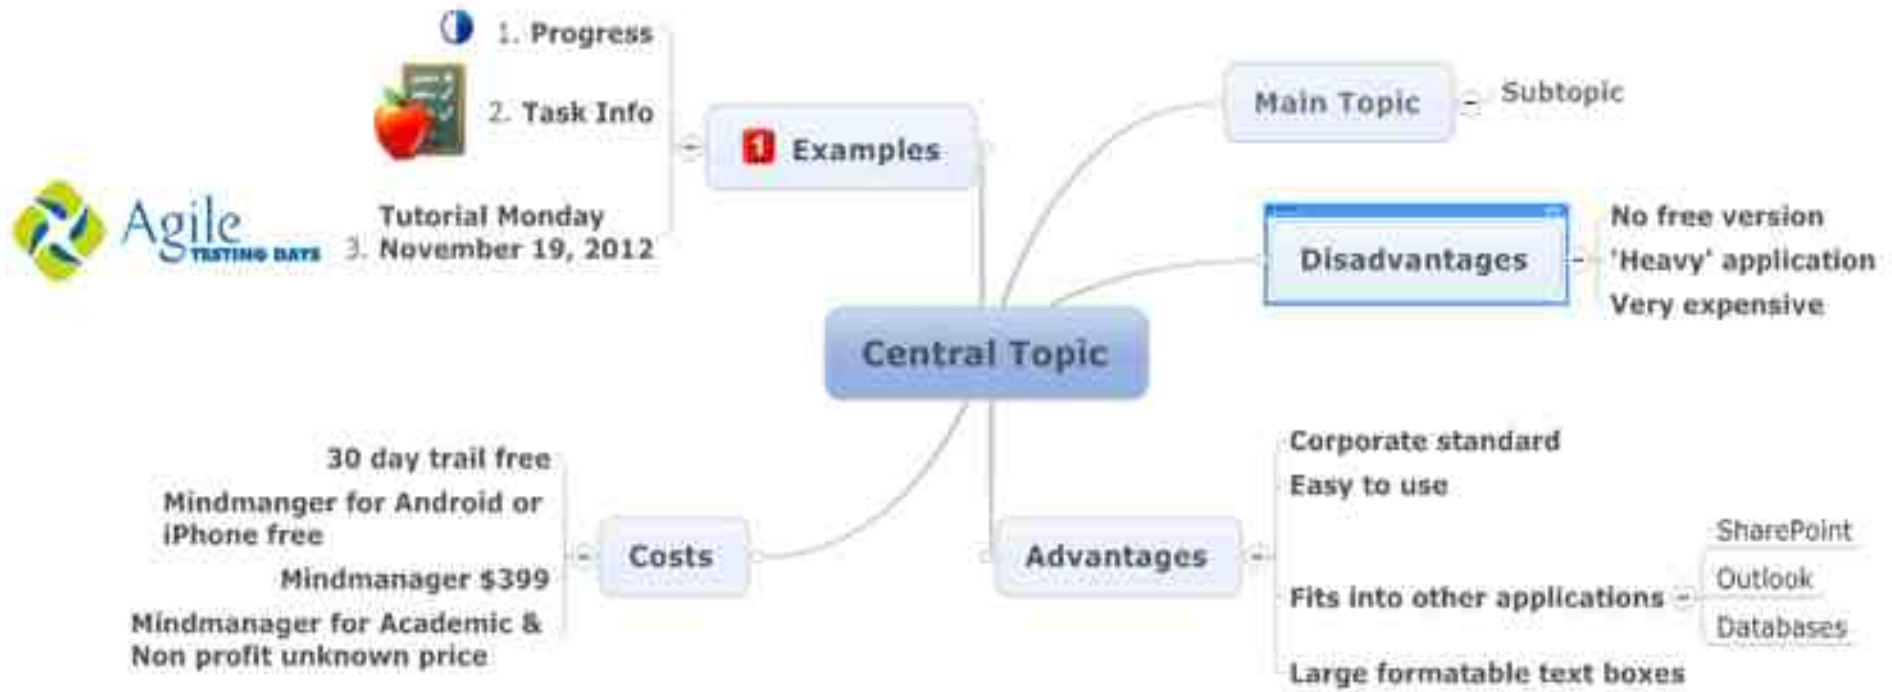 1. Progress
2. Task Info
Agile
TESTING DAYS
3. Tutorial Monday
November 19, 2012
1 Examples
Main Topic
Subtopic
Disadvantages
No free version
'Heavy' application
Very expensive
Central Topic
30 day trail free
Mindmanger for Android or
iPhone free
Mindmanager $399
Mindmanager for Academic &
Non profit unknown price
Costs
Advantages
Corporate standard
Easy to use
Fits into other applications
SharePoint
Outlook
Databases
Large formatable text boxes